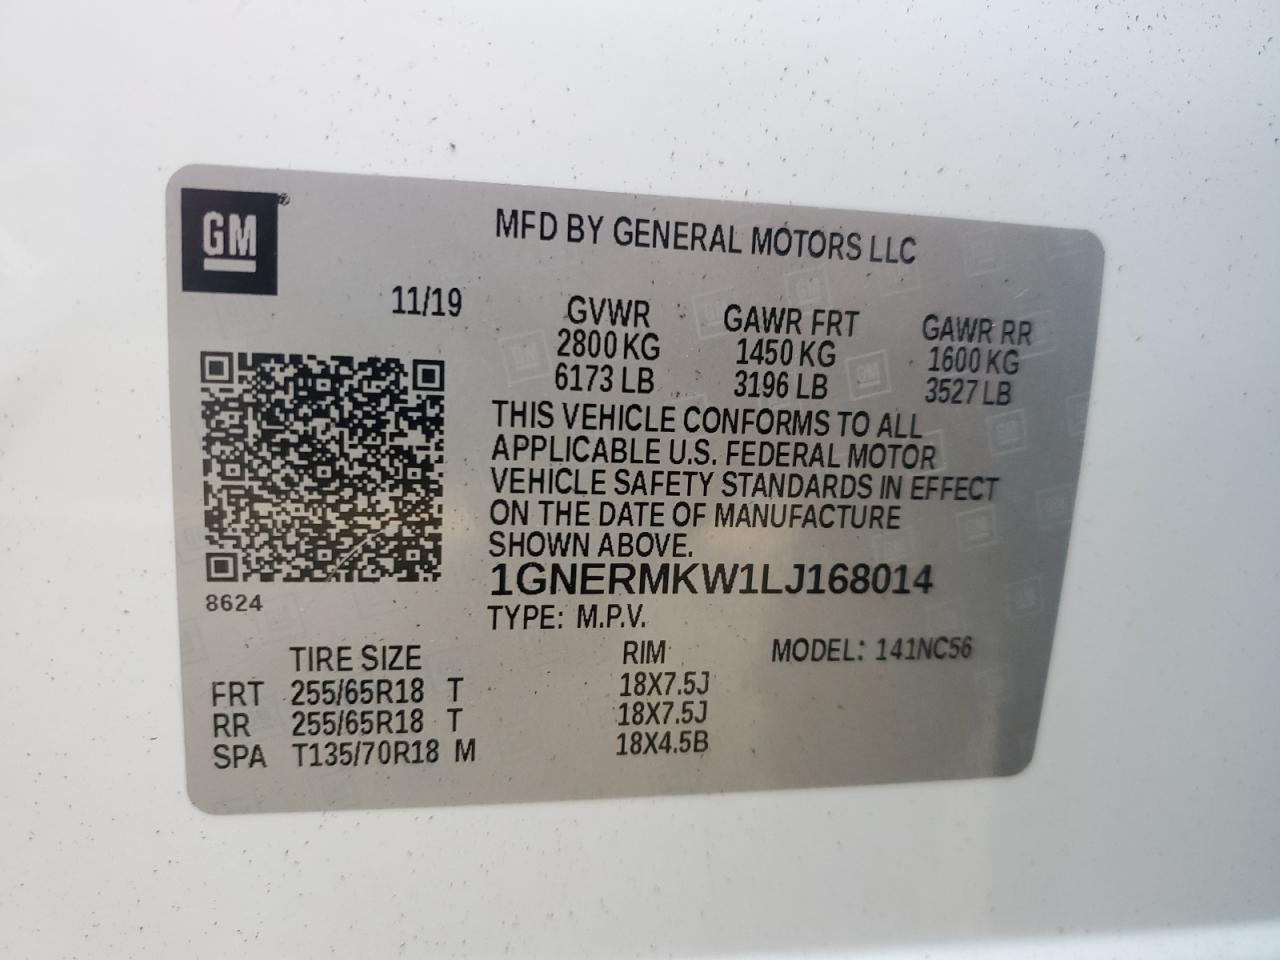 GM®
MFD BY GENERAL MOTORS LLC
11/19
GVWR GAWR FRT GAWR RR
2800 KG 1450 KG 1600 KG
6173 LB 3196 LB 3527 LB
THIS VEHICLE CONFORMS TO ALL
APPLICABLE U.S. FEDERAL MOTOR
VEHICLE SAFETY STANDARDS IN EFFECT
ON THE DATE OF MANUFACTURE
SHOWN ABOVE.
1GNERMKW1LJ168014
8624
TYPE: M.P.V.
TIRE SIZE RIM MODEL: 141NC56
FRT 255/65R18 T 18X7.5J
RR 255/65R18 T 18X7.5J
SPA T135/70R18 M 18X4.5B